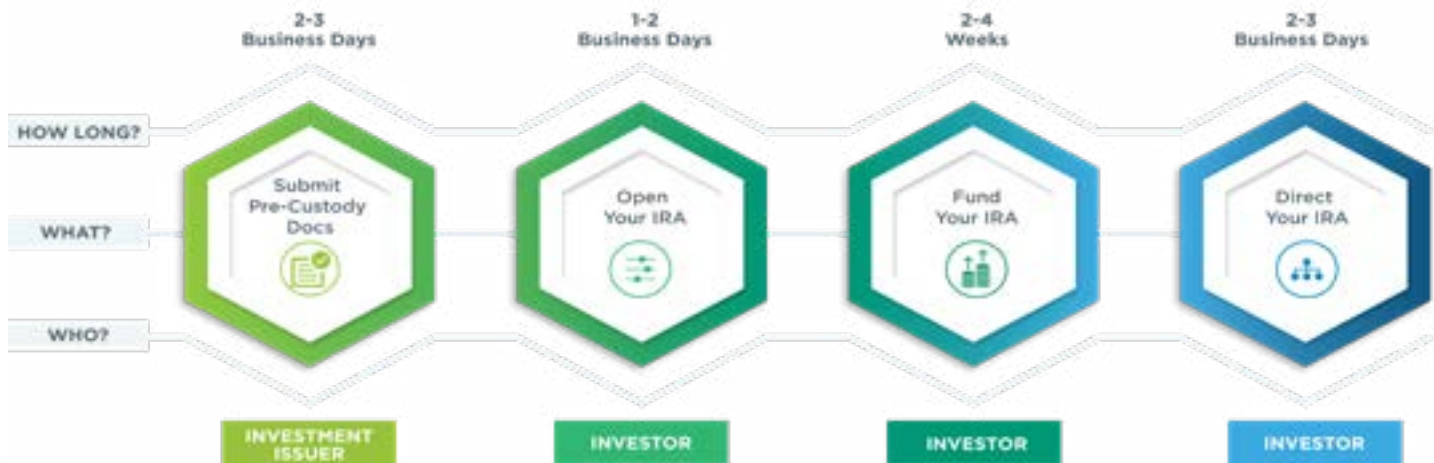 2-3
Business Days
1-2
Business Days
2-4
Weeks
2-3
Business Days
HOW LONG?
WHAT?
Submit
Pre-Custody
Docs
Open
Your IRA
Fund
Your IRA
Direct
Your IRA
WHO?
INVESTMENT
ISSUER
INVESTOR
INVESTOR
INVESTOR